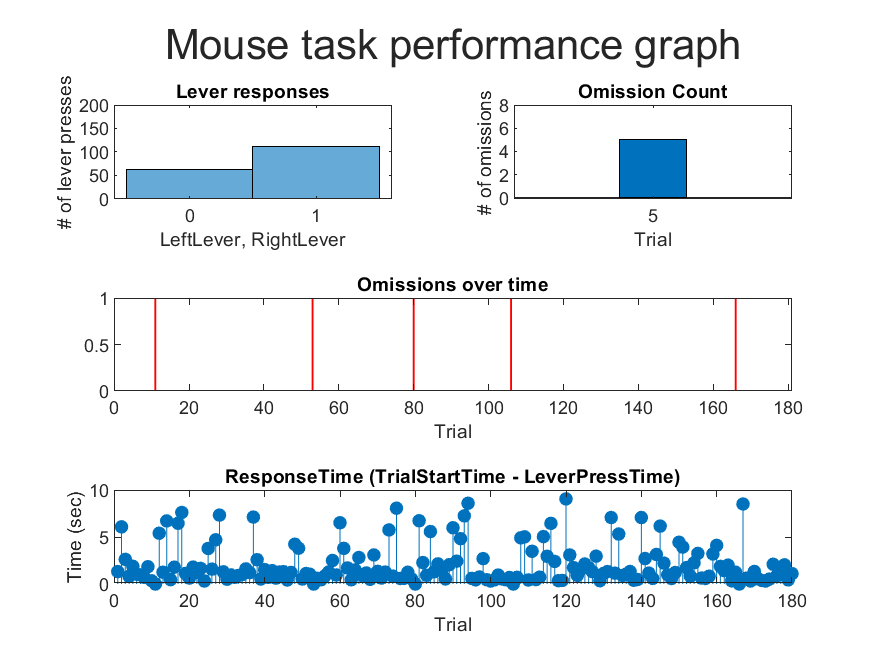 Mouse task performance graph
Lever responses
# of lever presses
200
150
100
50
0
0 1
LeftLever, RightLever
Omission Count
# of omissions
8
6
4
2
0
5
Trial
Omissions over time
1
0.5
0
0 20 40 60 80 100 120 140 160 180
Trial
ResponseTime (TrialStartTime - LeverPressTime)
Time (sec)
10
5
0
0 20 40 60 80 100 120 140 160 180
Trial